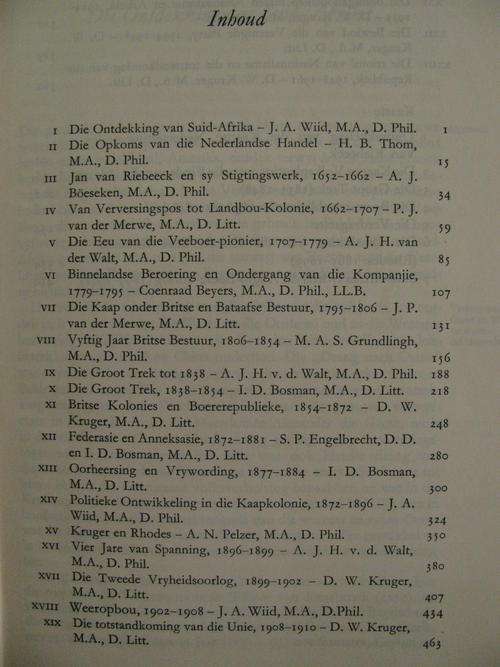 Inhoud
I Die Ontdekking van Suid-Afrika – J. A. Wiid, M.A., D. Phil. 1
II Die Opkoms van die Nederlandse Handel – H. B. Thom,
M.A., D. Phil. 15
III Jan van Riebeeck en sy Stigtingswerk, 1652–1662 – A. J.
Böeseken, M.A., D. Phil. 34
IV Van Verversingspos tot Landbou-Kolonie, 1662–1707 – P. J.
van der Merwe, M.A., D. Litt. 59
V Die Eeu van die Veeboer-pionier, 1707–1779 – A. J. H. van
der Walt, M.A., D. Phil. 85
VI Binnelandse Beroering en Ondergang van die Kompanjie,
1779–1795 – Coenraad Beyers, M.A., D. Phil., LL.B. 107
VII Die Kaap onder Britse en Bataafse Bestuur, 1795–1806 – J. P.
van der Merwe, M.A., D. Litt. 131
VIII Vyftig Jaar Britse Bestuur, 1806–1854 – M. A. S. Grundlingh,
M.A., D. Phil. 156
IX Die Groot Trek tot 1838 – A. J. H. v. d. Walt, M.A., D. Phil. 188
X Die Groot Trek, 1838–1854 – I. D. Bosman, M.A., D. Litt. 218
XI Britse Kolonies en Boererepublieke, 1854–1872 – D. W.
Kruger, M.A., D. Litt. 248
XII Federasie en Anneksasie, 1872–1881 – S. P. Engelbrecht, D. D.
en I. D. Bosman, M.A., D. Litt. 280
XIII Oorheersing en Vrywording, 1877–1884 – I. D. Bosman,
M.A., D. Litt. 300
XIV Politieke Ontwikkeling in die Kaapkolonie, 1872–1896 – J. A.
Wiid, M.A., D. Phil. 324
XV Kruger en Rhodes – A. N. Pelzer, M.A., D. Phil. 350
XVI Vier Jare van Spanning, 1896–1899 – A. J. H. v. d. Walt,
M.A., D. Phil. 380
XVII Die Tweede Vryheidsoorlog, 1899–1902 – D. W. Kruger,
M.A., D. Litt. 407
XVIII Weeropbou, 1902–1908 – J. A. Wiid, M.A., D.Phil. 434
XIX Die totstandkoming van die Unie, 1908–1910 – D. W. Kruger,
M.A., D. Litt. 463